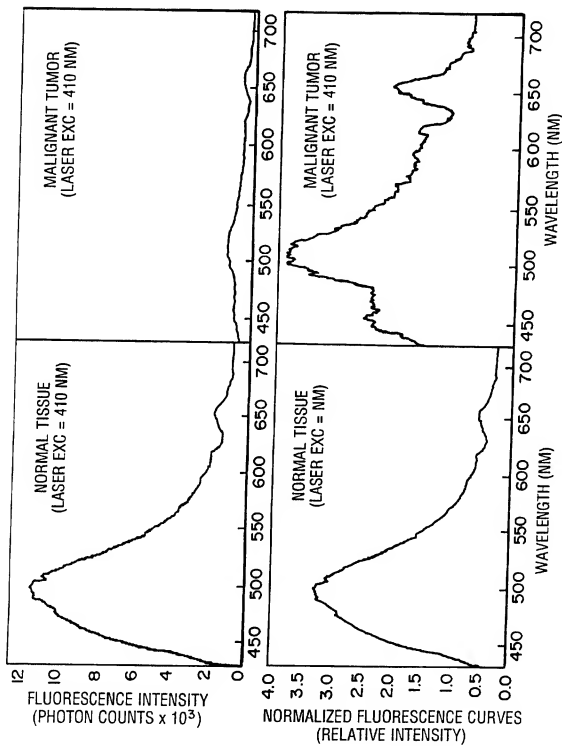 12
10
8
6
4
2
0
FLUORESCENCE INTENSITY
(PHOTON COUNTS x 10³)
NORMAL TISSUE
(LASER EXC = 410 NM)
450
500
550
600
650
700
MALIGNANT TUMOR
(LASER EXC = 410 NM)
450
500
550
600
650
700
4.0
3.5
3.0
2.5
2.0
1.5
1.0
0.5
0.0
NORMALIZED FLUORESCENCE CURVES
(RELATIVE INTENSITY)
NORMAL TISSUE
(LASER EXC = NM)
450
500
550
600
650
700
WAVELENGTH (NM)
MALIGNANT TUMOR
(LASER EXC = 410 NM)
450
500
550
600
650
700
WAVELENGTH (NM)